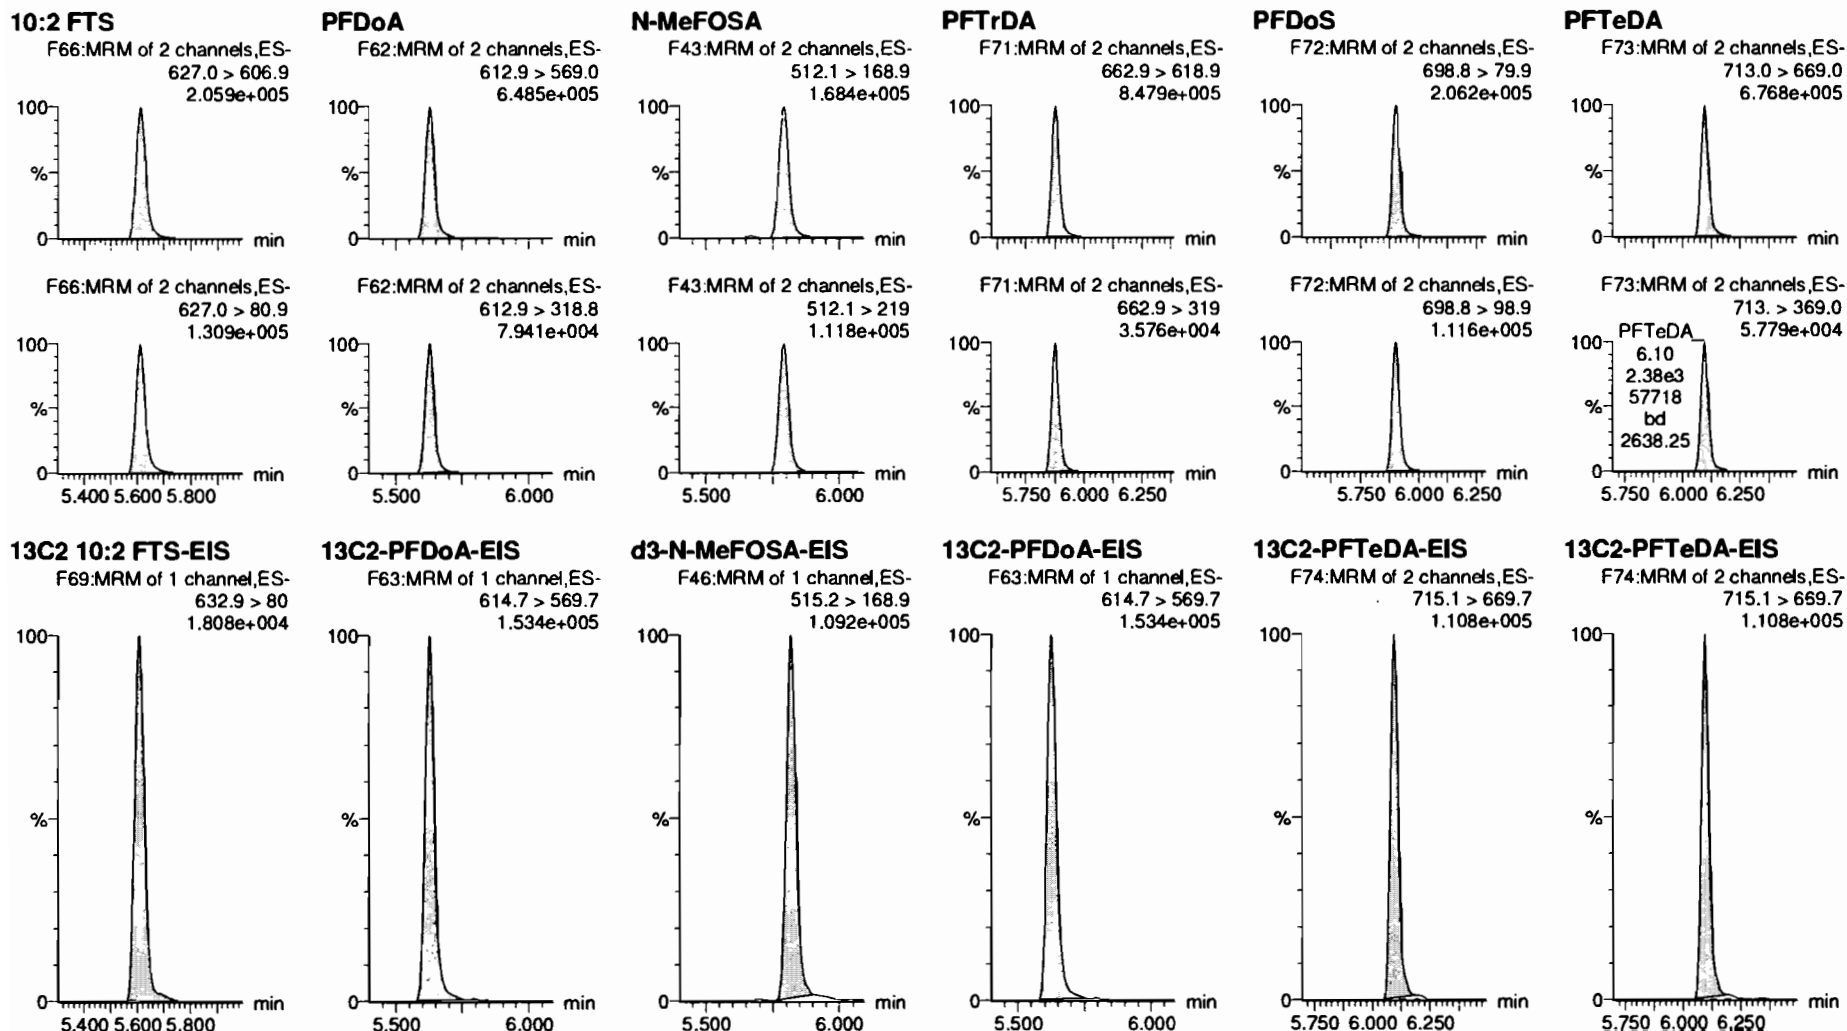 10:2 FTS
F66:MRM of 2 channels,ES-
627.0 > 606.9
2.059e+005
100
%
0
min
F66:MRM of 2 channels,ES-
627.0 > 80.9
1.309e+005
100
%
0
min
5.400 5.600 5.800
PFDoA
F62:MRM of 2 channels,ES-
612.9 > 569.0
6.485e+005
100
%
0
min
F62:MRM of 2 channels,ES-
612.9 > 318.8
7.941e+004
100
%
0
min
5.500 6.000
N-MeFOSA
F43:MRM of 2 channels,ES-
512.1 > 168.9
1.684e+005
100
%
0
min
F43:MRM of 2 channels,ES-
512.1 > 219
1.118e+005
100
%
0
min
5.500 6.000
PFTrDA
F71:MRM of 2 channels,ES-
662.9 > 618.9
8.479e+005
100
%
0
min
F71:MRM of 2 channels,ES-
662.9 > 319
3.576e+004
100
%
0
min
5.750 6.000 6.250
PFDoS
F72:MRM of 2 channels,ES-
698.8 > 79.9
2.062e+005
100
%
0
min
F72:MRM of 2 channels,ES-
698.8 > 98.9
1.116e+005
100
%
0
min
5.750 6.000 6.250
PFTeDA
F73:MRM of 2 channels,ES-
713.0 > 669.0
6.768e+005
100
%
0
min
F73:MRM of 2 channels,ES-
713. > 369.0
5.779e+004
PFTeDA
6.10
2.38e3
57718
bd
2638.25
100
%
0
min
5.750 6.000 6.250
13C2 10:2 FTS-EIS
F69:MRM of 1 channel,ES-
632.9 > 80
1.808e+004
100
%
0
min
5.400 5.600 5.800
13C2-PFDoA-EIS
F63:MRM of 1 channel,ES-
614.7 > 569.7
1.534e+005
100
%
0
min
5.500 6.000
d3-N-MeFOSA-EIS
F46:MRM of 1 channel,ES-
515.2 > 168.9
1.092e+005
100
%
0
min
5.500 6.000
13C2-PFDoA-EIS
F63:MRM of 1 channel,ES-
614.7 > 569.7
1.534e+005
100
%
0
min
5.500 6.000
13C2-PFTeDA-EIS
F74:MRM of 2 channels,ES-
715.1 > 669.7
1.108e+005
100
%
0
min
5.750 6.000 6.250
13C2-PFTeDA-EIS
F74:MRM of 2 channels,ES-
715.1 > 669.7
1.108e+005
100
%
0
min
5.750 6.000 6.250